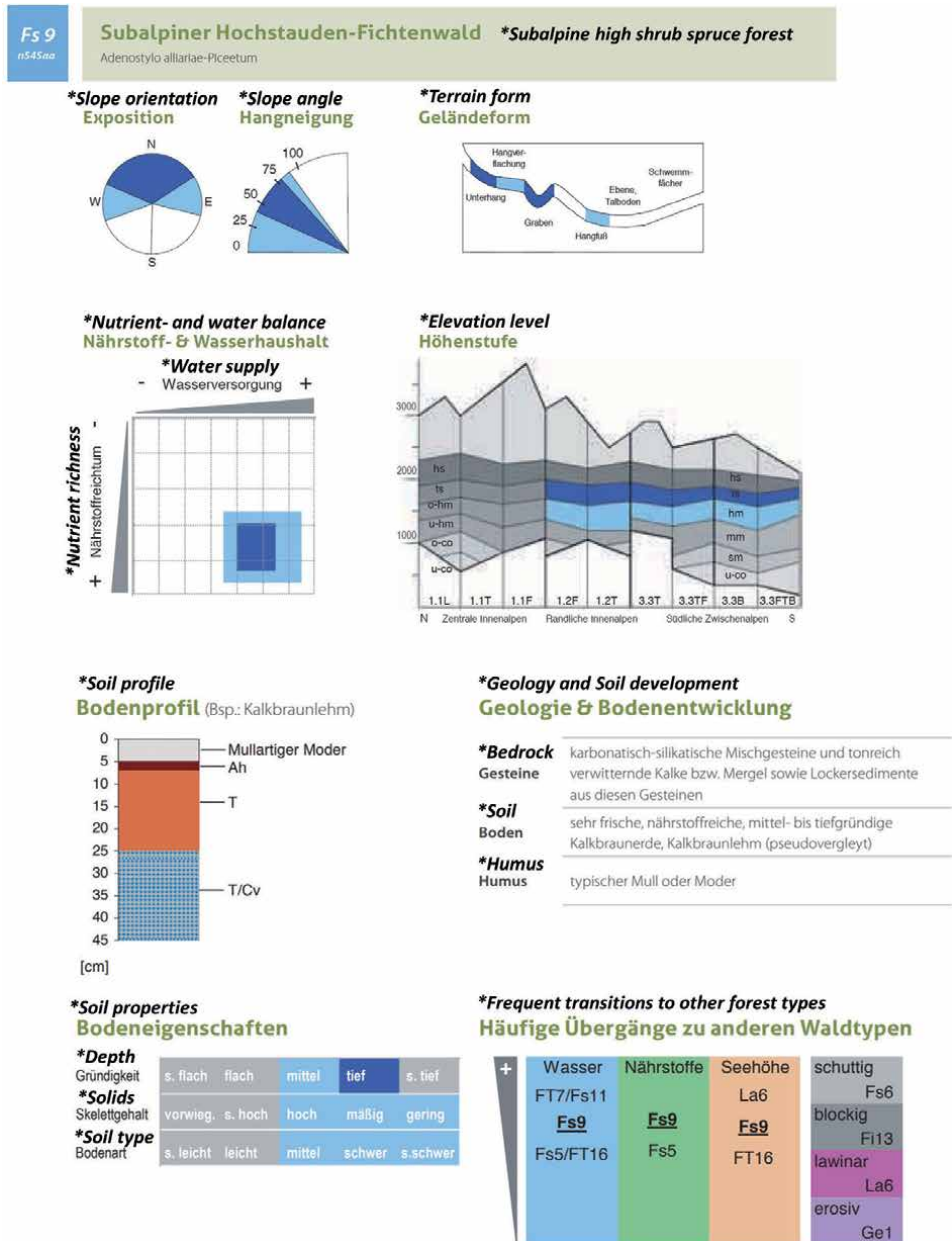 Fs 9
n545aa
Subalpiner Hochstauden-Fichtenwald *Subalpine high shrub spruce forest
Adenostylo alliariae-Piceetum
*Slope orientation
Exposition
N
W
E
S
*Slope angle
Hangneigung
100
75
50
25
0
*Terrain form
Geländeform
Hangver-
flachung
Unterhang
Graben
Hangfuß
Ebene,
Talboden
Schwemm-
fächer
*Nutrient- and water balance
Nährstoff- & Wasserhaushalt
*Water supply
- Wasserversorgung +
*Nutrient richness
+ Nährstoffreichtum -
*Elevation level
Höhenstufe
3000
2000
1000
hs
ts
o-hm
u-hm
o-co
u-co
hs
ts
hm
mm
sm
u-co
1.1L 1.1T 1.1F 1.2F 1.2T 3.3T 3.3TF 3.3B 3.3FTB
N Zentrale Innenalpen Randliche Innenalpen Südliche Zwischenalpen S
*Soil profile
Bodenprofil (Bsp.: Kalkbraunlehm)
0
5
10
15
20
25
30
35
40
45
[cm]
Mullartiger Moder
Ah
T
T/Cv
*Geology and Soil development
Geologie & Bodenentwicklung
*Bedrock
Gesteine
karbonatisch-silikatische Mischgesteine und tonreich
verwitternde Kalke bzw. Mergel sowie Lockersedimente
aus diesen Gesteinen
*Soil
Boden
sehr frische, nährstoffreiche, mittel- bis tiefgründige
Kalkbraunerde, Kalkbraunlehm (pseudovergleyt)
*Humus
Humus
typischer Mull oder Moder
*Soil properties
Bodeneigenschaften
*Depth
Gründigkeit s. flach flach mittel tief s. tief
*Solids
Skelettgehalt vorwieg. s. hoch hoch mäßig gering
*Soil type
Bodenart s. leicht leicht mittel schwer s.schwer
*Frequent transitions to other forest types
Häufige Übergänge zu anderen Waldtypen
+
Wasser
FT7/Fs11
Fs9
Fs5/FT16
Nährstoffe
Fs9
Fs5
Seehöhe
La6
Fs9
FT16
schuttig
Fs6
blockig
Fi13
lawinar
La6
erosiv
Ge1